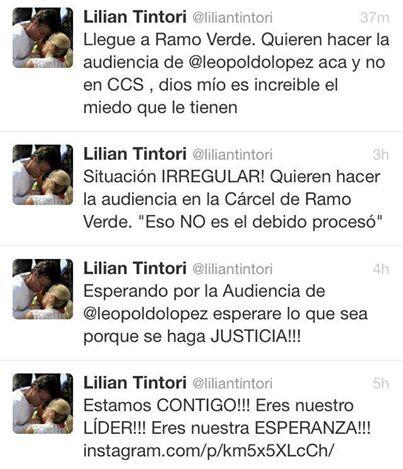 Lilian Tintori @liliantintori 37m
Llegue a Ramo Verde. Quieren hacer la
audiencia de @leopoldolopez aca y no
en CCS , dios mío es increible el
miedo que le tienen
Lilian Tintori @liliantintori 3h
Situación IRREGULAR! Quieren hacer
la audiencia en la Cárcel de Ramo
Verde. "Eso NO es el debido procesó"
Lilian Tintori @liliantintori 4h
Esperando por la Audiencia de
@leopoldolopez esperare lo que sea
porque se haga JUSTICIA!!!
Lilian Tintori @liliantintori 5h
Estamos CONTIGO!!! Eres nuestro
LÍDER!!! Eres nuestra ESPERANZA!!!
instagram.com/p/km5x5XLcCh/